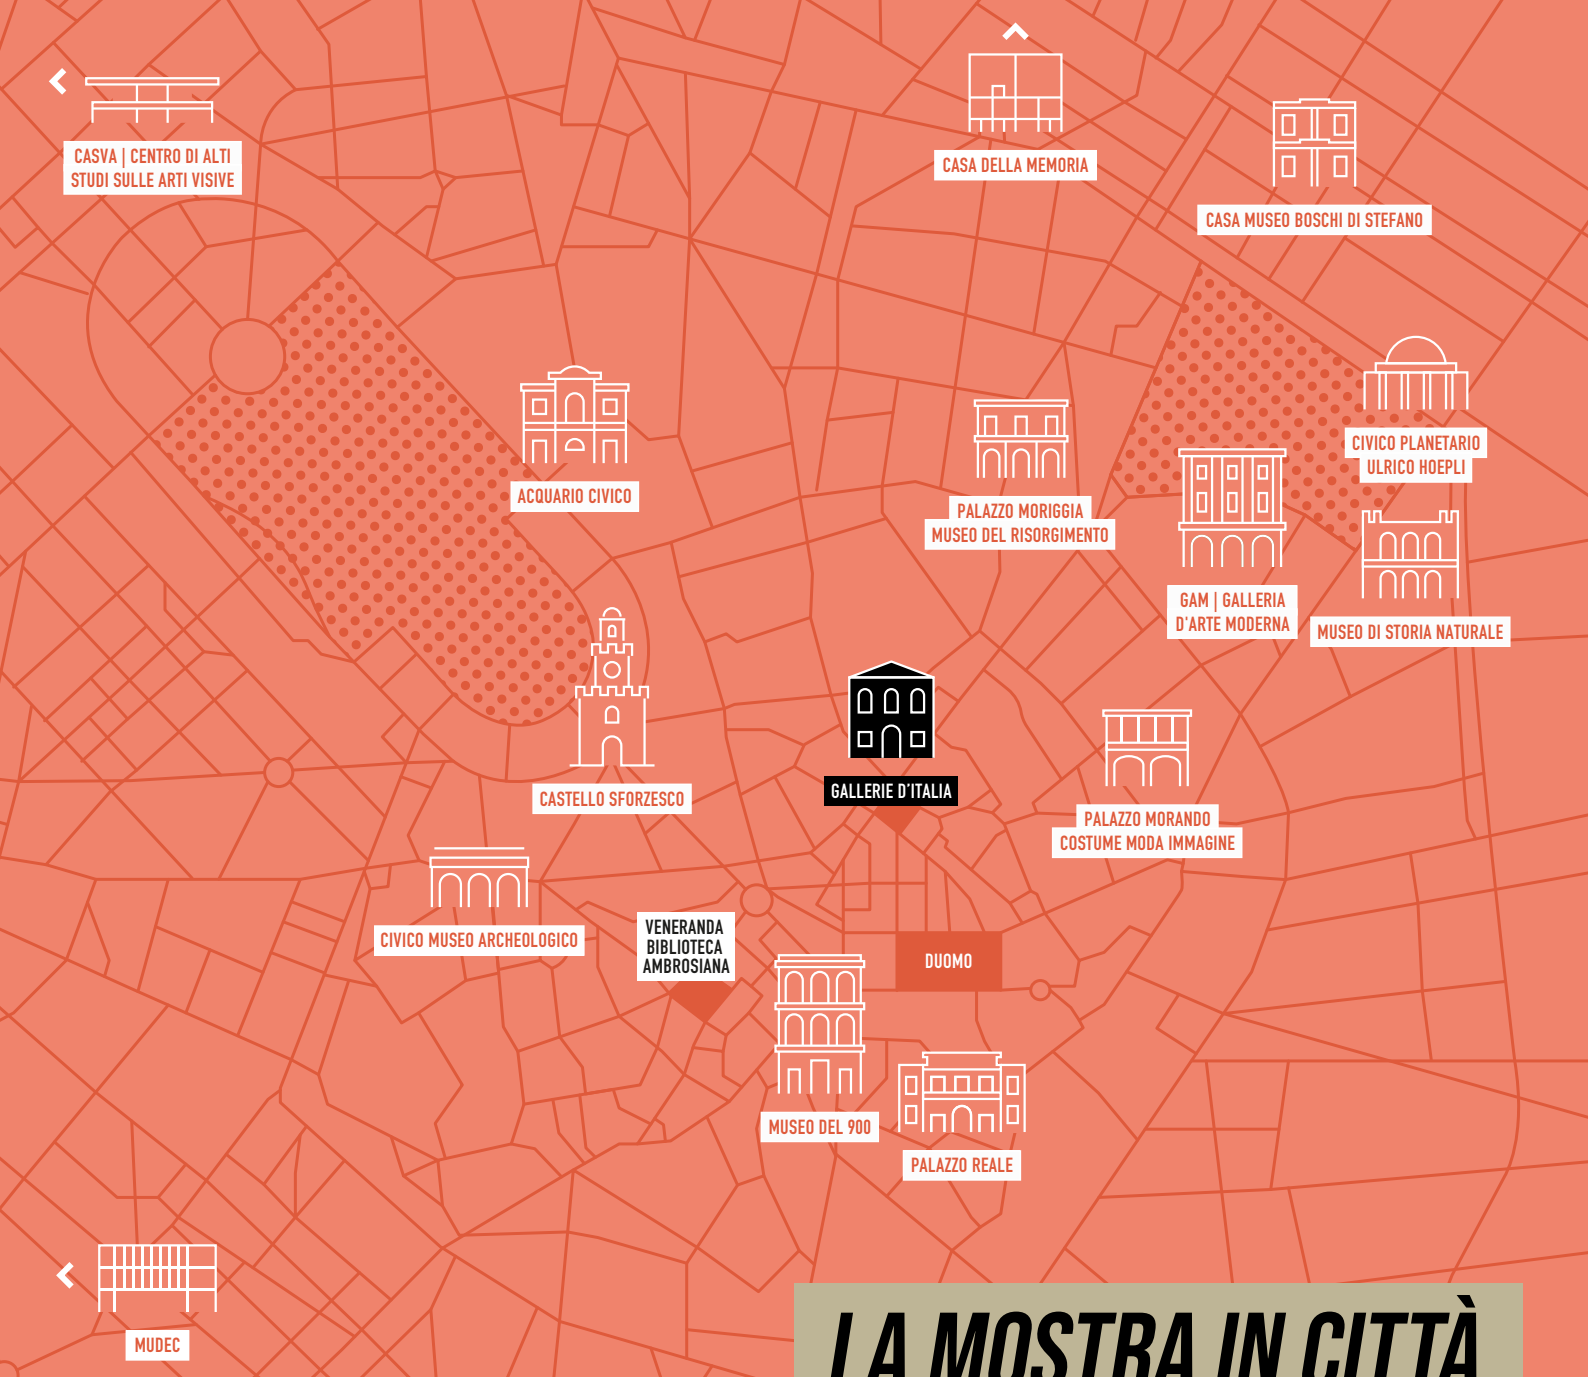 CASVA | CENTRO DI ALTI
STUDI SULLE ARTI VISIVE
CASA DELLA MEMORIA
CASA MUSEO BOSCHI DI STEFANO
ACQUARIO CIVICO
PALAZZO MORIGGIA
MUSEO DEL RISORGIMENTO
CIVICO PLANETARIO
ULRICO HOEPLI
GAM | GALLERIA
D'ARTE MODERNA
MUSEO DI STORIA NATURALE
CASTELLO SFORZESCO
GALLERIE D'ITALIA
PALAZZO MORANDO
COSTUME MODA IMMAGINE
CIVICO MUSEO ARCHEOLOGICO
VENERANDA
BIBLIOTECA
AMBROSIANA
DUOMO
MUSEO DEL 900
PALAZZO REALE
MUDEC
LA MOSTRA IN CITTÀ